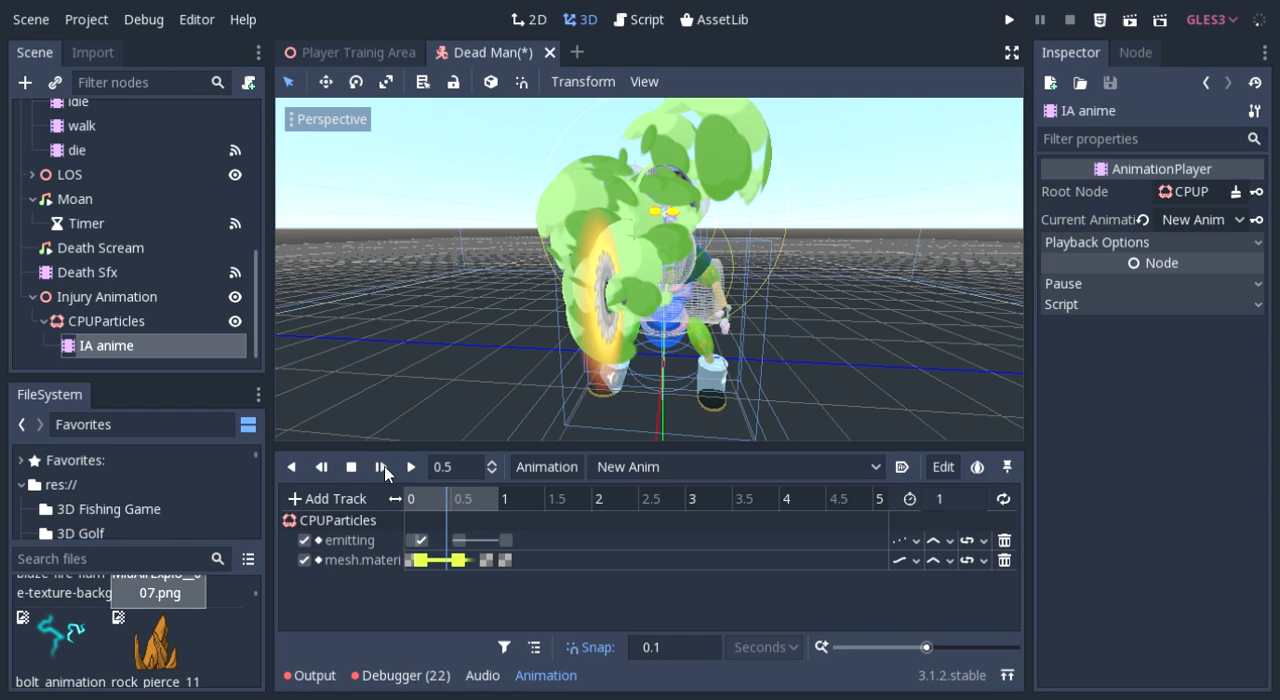 Scene Project Debug Editor Help 2D 3D Script AssetLib GLES3
Scene Import Player Trainig Area Dead Man(*) Inspector Node
Filter nodes Transform View
idle
walk
die
LOS
Moan
Timer
Death Scream
Death Sfx
Injury Animation
CPUParticles
IA anime
Perspective
IA anime
Filter properties
AnimationPlayer
Root Node CPUP
Current Animati New Anim
Playback Options
Node
Pause
Script
FileSystem
Favorites
Favorites:
res://
3D Fishing Game
3D Golf
Search files
e-texture-backg 07.png
bolt_animation rock_pierce_11
0.5 Animation New Anim Edit
Add Track 0 0.5 1 1.5 2 2.5 3 3.5 4 4.5 5 1
CPUParticles
emitting
mesh.materi
Snap: 0.1 Seconds
Output Debugger (22) Audio Animation 3.1.2.stable